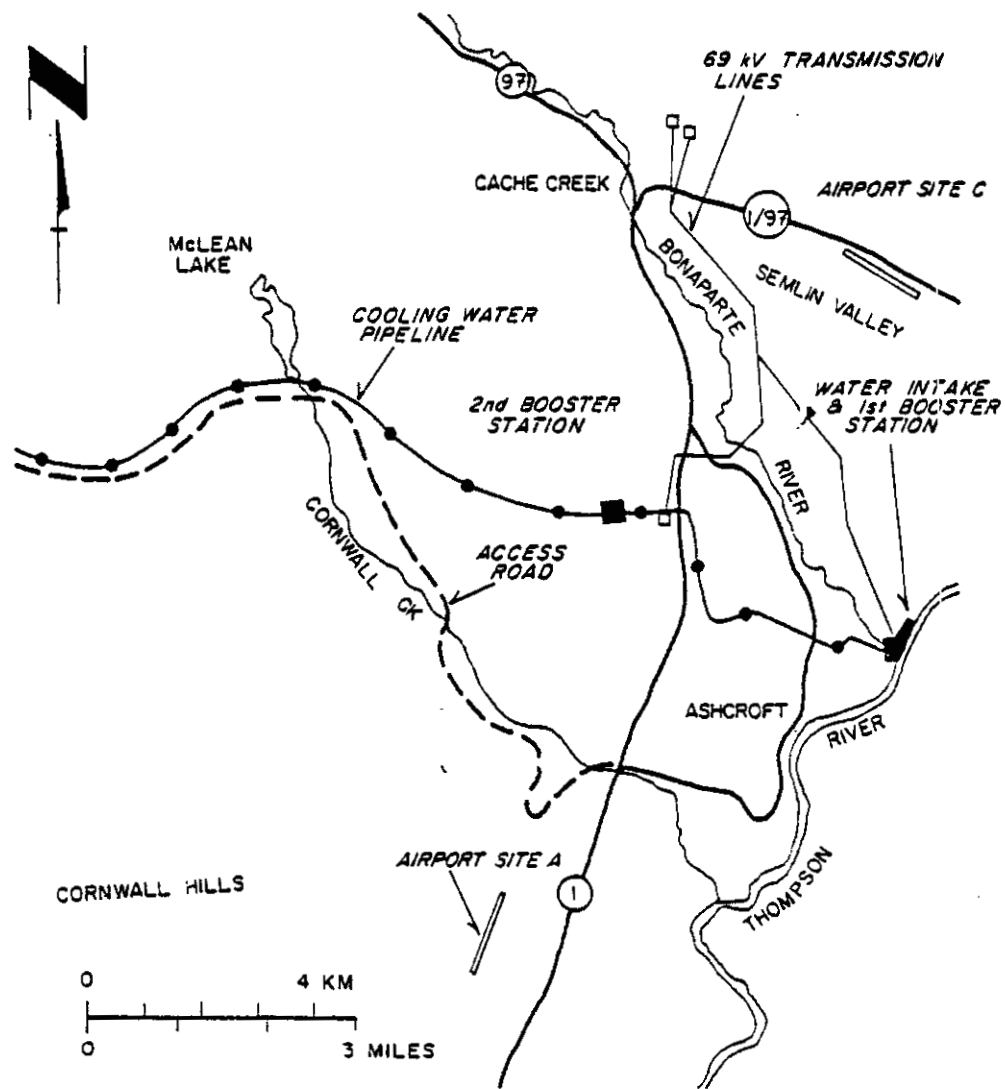 N
97
69 kV TRANSMISSION
LINES
CACHE CREEK
AIRPORT SITE C
1/97
McLEAN
LAKE
BONAPARTE
SEMLIN VALLEY
COOLING WATER
PIPELINE
2nd BOOSTER
STATION
WATER INTAKE
& 1st BOOSTER
STATION
RIVER
CORNWALL CK
ACCESS
ROAD
ASHCROFT
RIVER
THOMPSON
AIRPORT SITE A
1
CORNWALL HILLS
0 4 KM
0 3 MILES